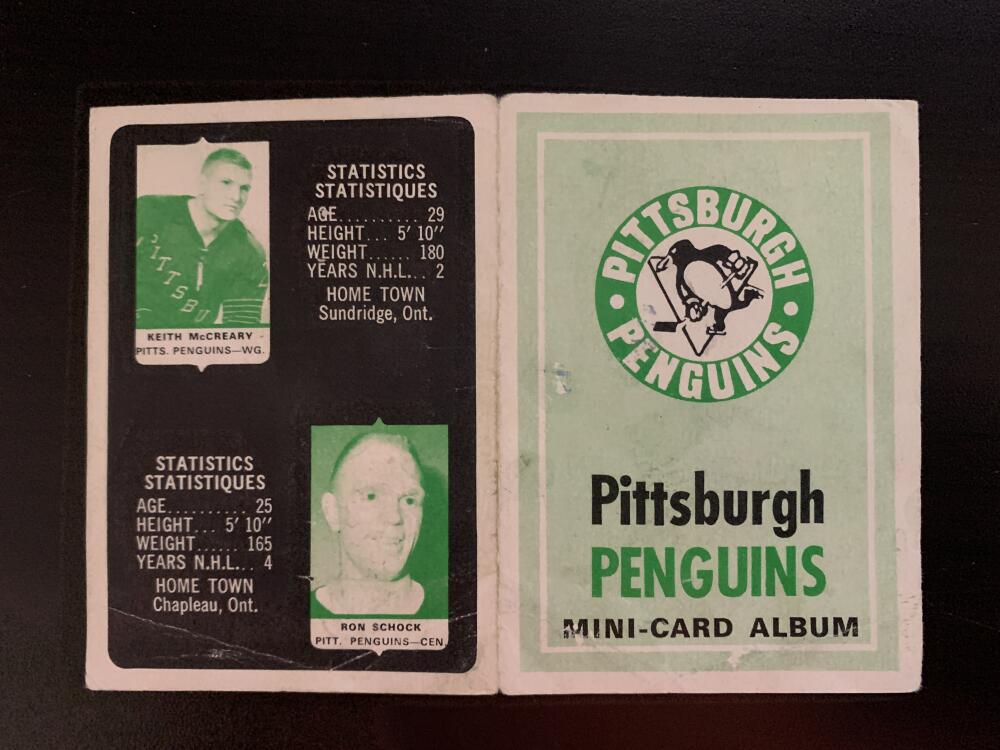 STATISTICS
STATISTIQUES
AGE.......... 29
HEIGHT... 5' 10"
WEIGHT...... 180
YEARS N.H.L... 2
HOME TOWN
Sundridge, Ont.
PITTSBU
KEITH McCREARY
PITTS. PENGUINS—WG.
STATISTICS
STATISTIQUES
AGE.......... 25
HEIGHT... 5' 10"
WEIGHT...... 165
YEARS N.H.L... 4
HOME TOWN
Chapleau, Ont.
RON SCHOCK
PITT. PENGUINS—CEN
• PITTSBURGH •
PENGUINS
Pittsburgh
PENGUINS
MINI-CARD ALBUM